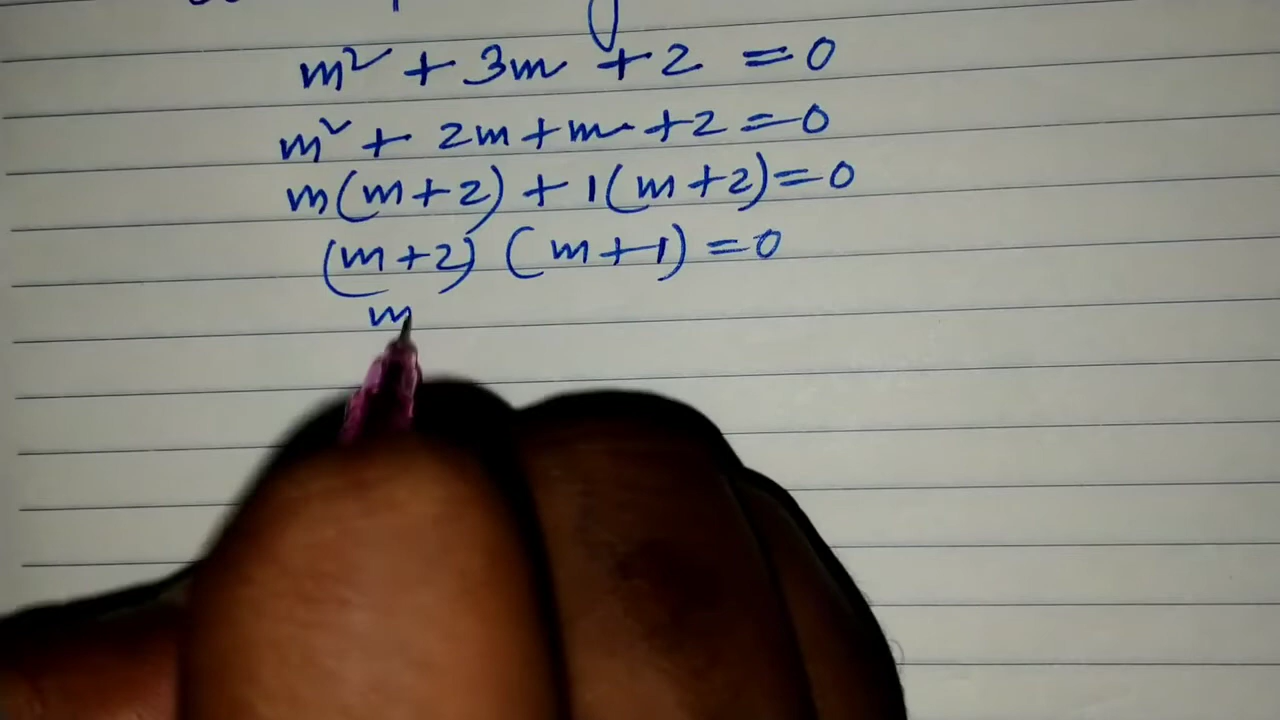 m² + 3m + 2 = 0
m² + 2m + m + 2 = 0
m(m+2) + 1(m+2) = 0
(m+2) (m+1) = 0
m